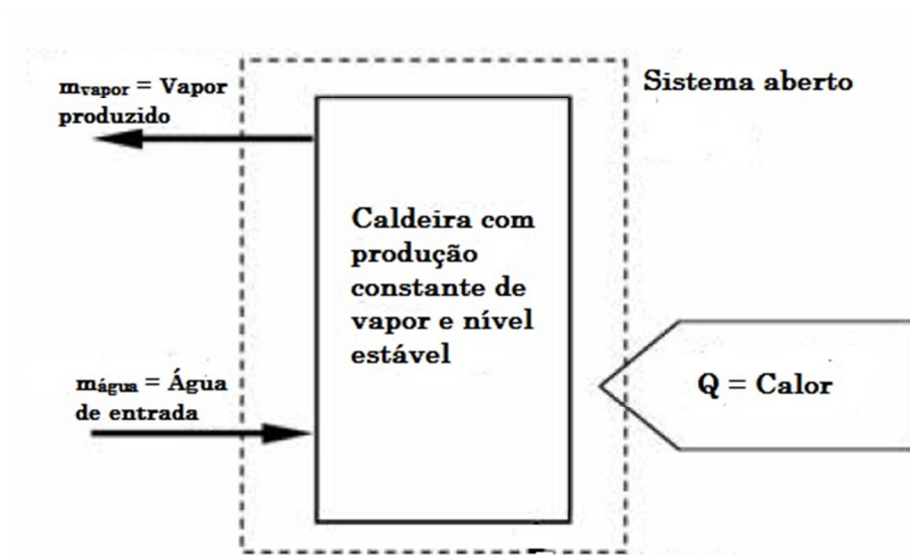 mvapor = Vapor
produzido
Sistema aberto
Caldeira com
produção
constante de
vapor e nível
estável
mágua = Água
de entrada
Q = Calor